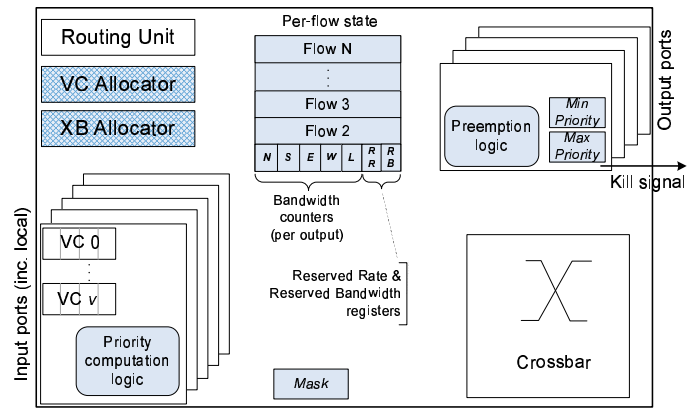 Routing Unit
VC Allocator
XB Allocator
Per-flow state
Flow N
Flow 3
Flow 2
N S E W L R R R B
Bandwidth
counters
(per output)
Reserved Rate &
Reserved Bandwidth
registers
Mask
Input ports (inc. local)
VC 0
VC v
Priority
computation
logic
Output ports
Preemption
logic
Min
Priority
Max
Priority
Kill signal
Crossbar